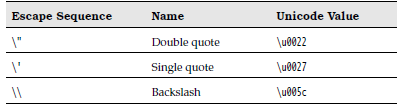 Escape Sequence Name Unicode Value
\" Double quote \u0022
\' Single quote \u0027
\\ Backslash \u005c